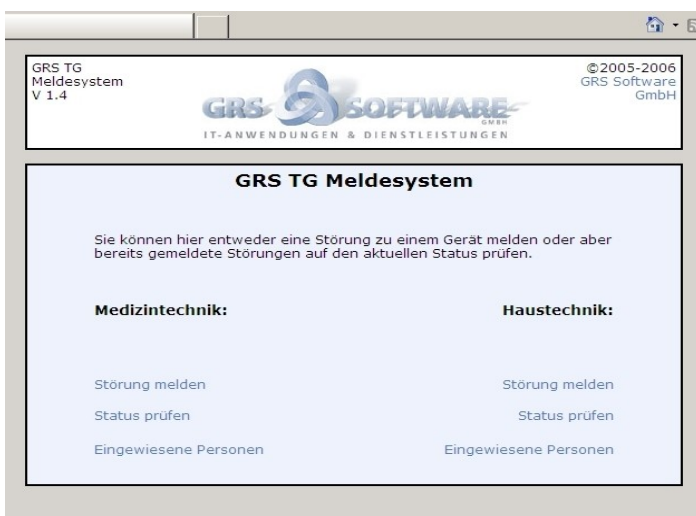 GRS TG
Meldesystem
V 1.4
GRS SOFTWARE
GMBH
IT-ANWENDUNGEN & DIENSTLEISTUNGEN
©2005-2006
GRS Software
GmbH
GRS TG Meldesystem
Sie können hier entweder eine Störung zu einem Gerät melden oder aber
bereits gemeldete Störungen auf den aktuellen Status prüfen.
Medizintechnik: Haustechnik:
Störung melden Störung melden
Status prüfen Status prüfen
Eingewiesene Personen Eingewiesene Personen